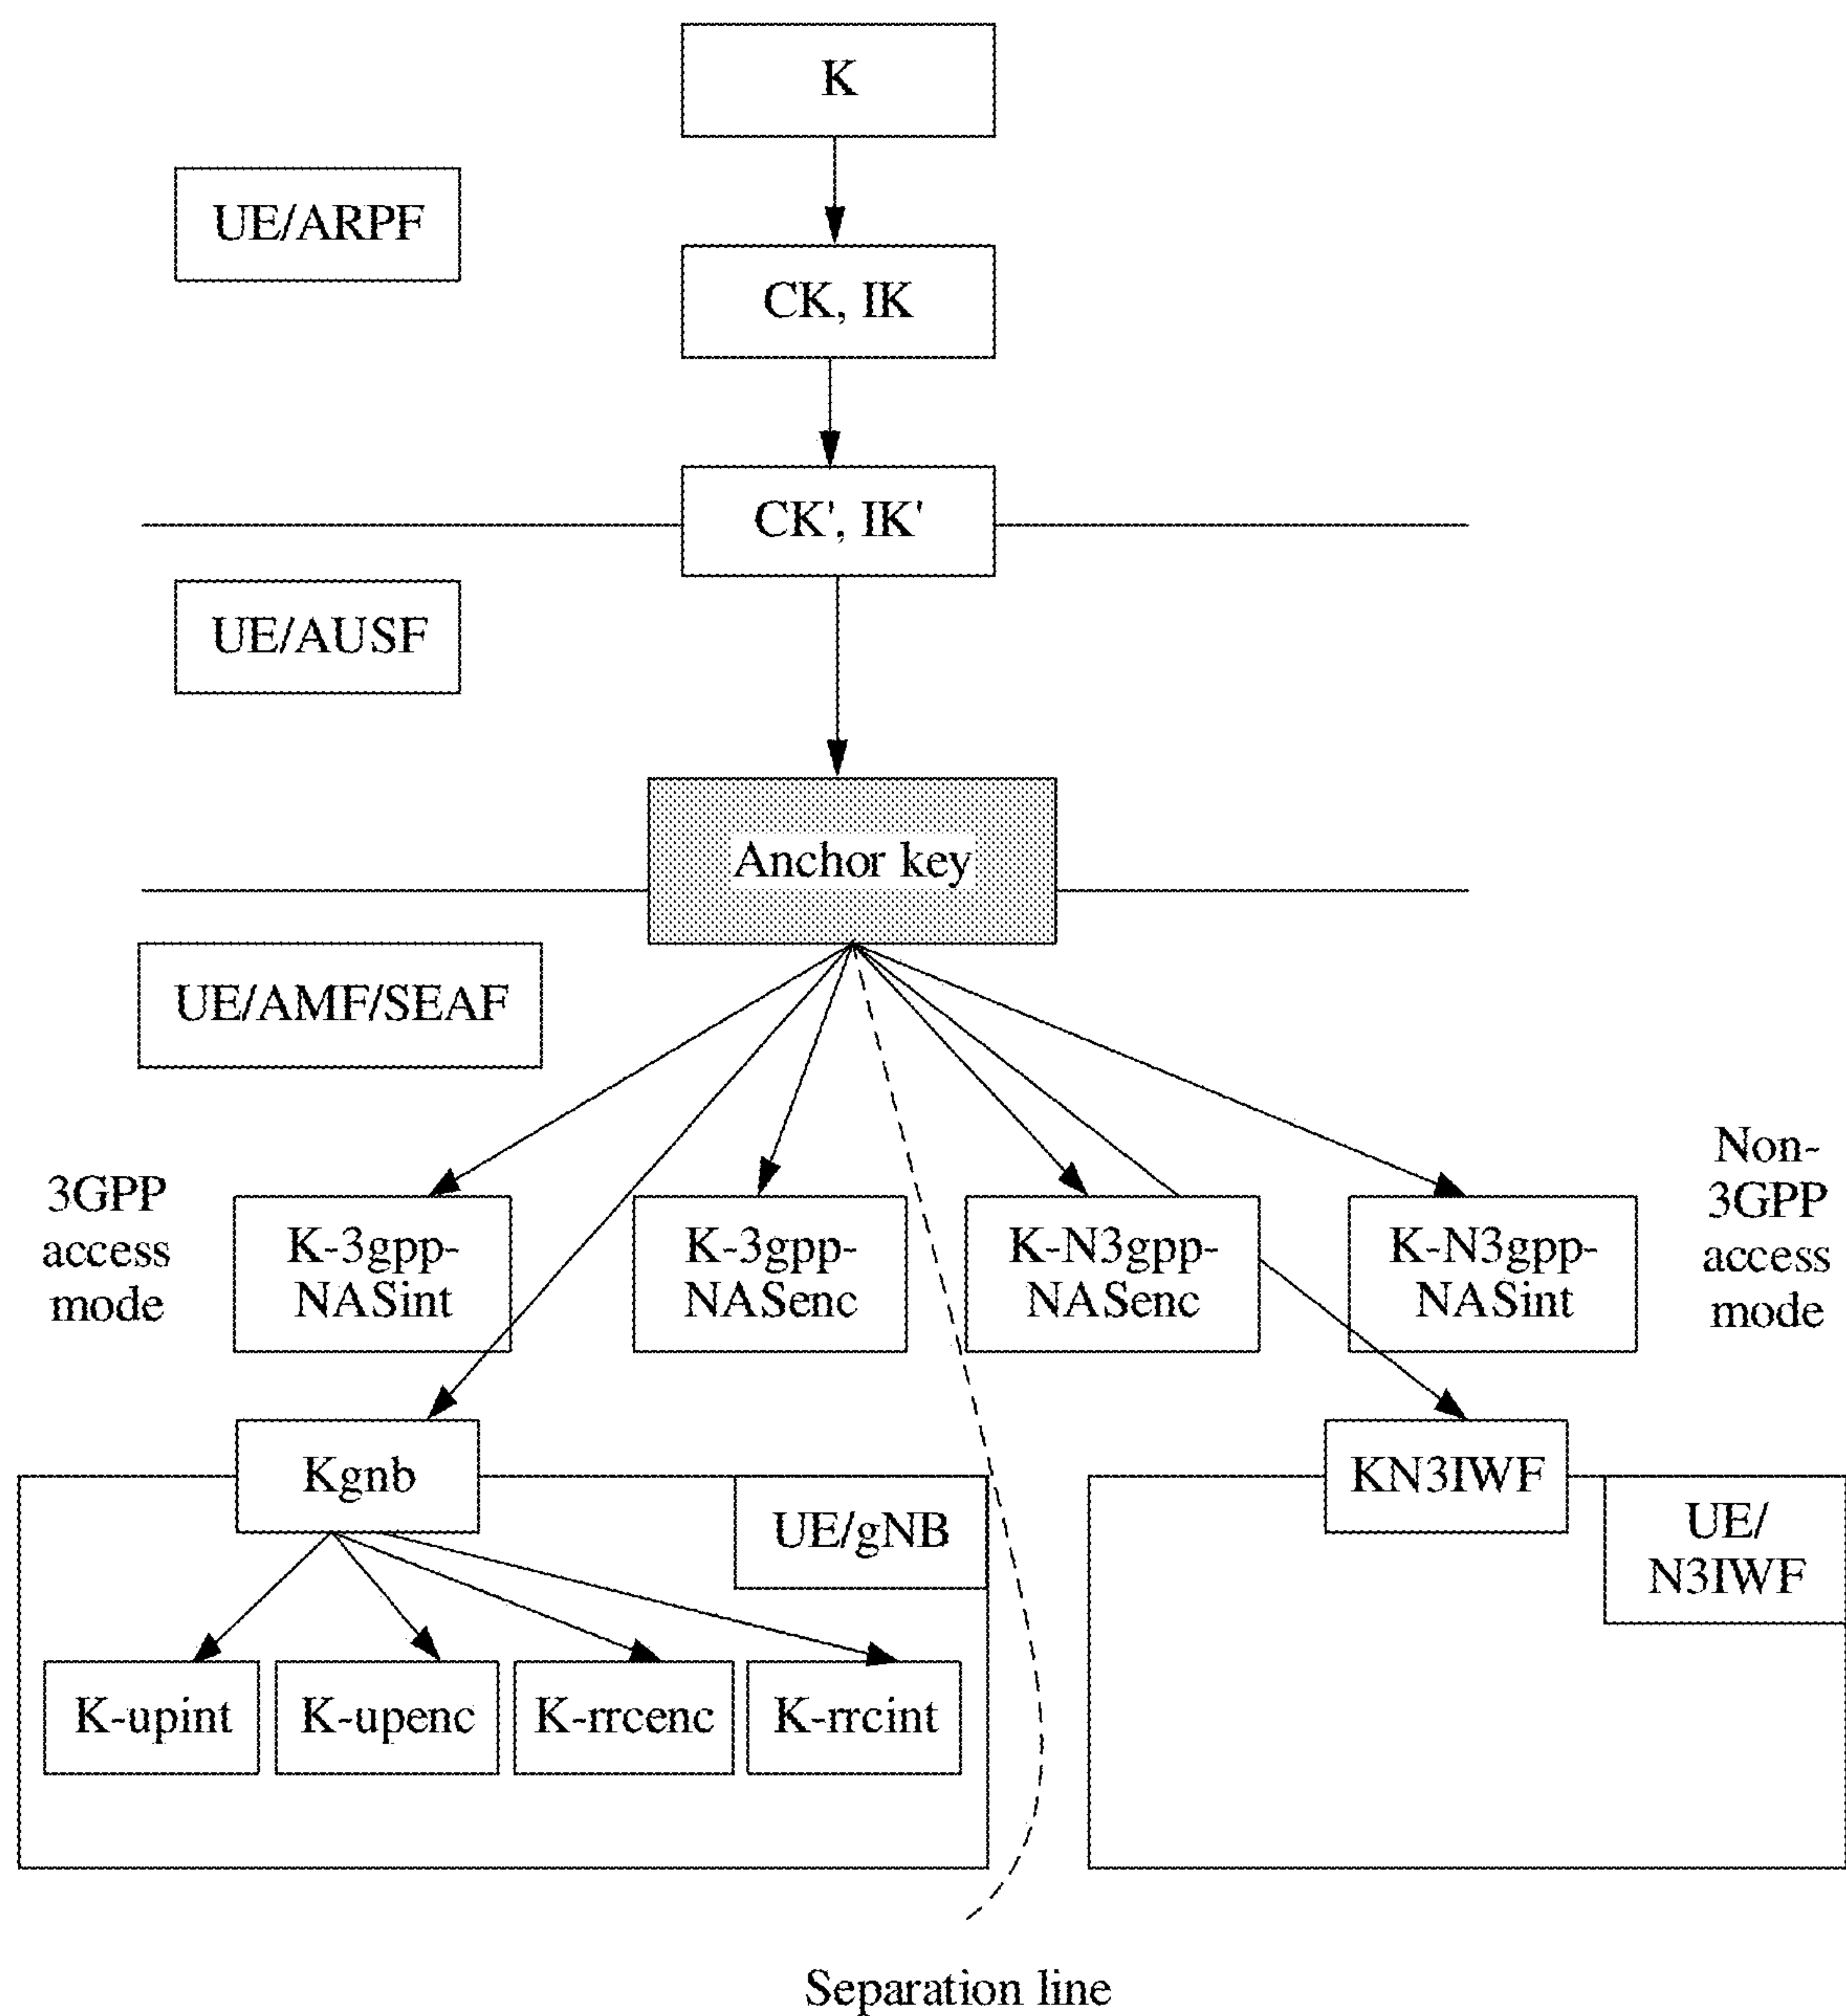 K
UE/ARPF
CK, IK
CK', IK'
UE/AUSF
Anchor key
UE/AMF/SEAF
3GPP
access
mode
K-3gpp-
NASint
K-3gpp-
NASenc
K-N3gpp-
NASenc
K-N3gpp-
NASint
Non-
3GPP
access
mode
Kgnb
UE/gNB
KN3IWF
UE/
N3IWF
K-upint
K-upenc
K-rrcenc
K-rrcint
Separation line